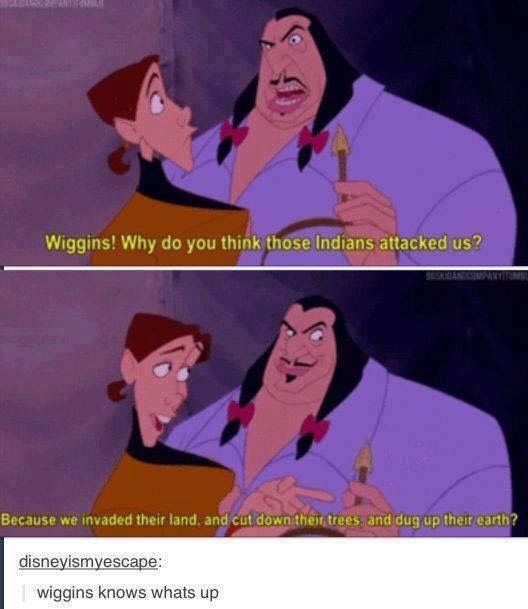 Wiggins! Why do you think those Indians attacked us?
Because we invaded their land, and cut down their trees, and dug up their earth?
disneyismyescape:
wiggins knows whats up